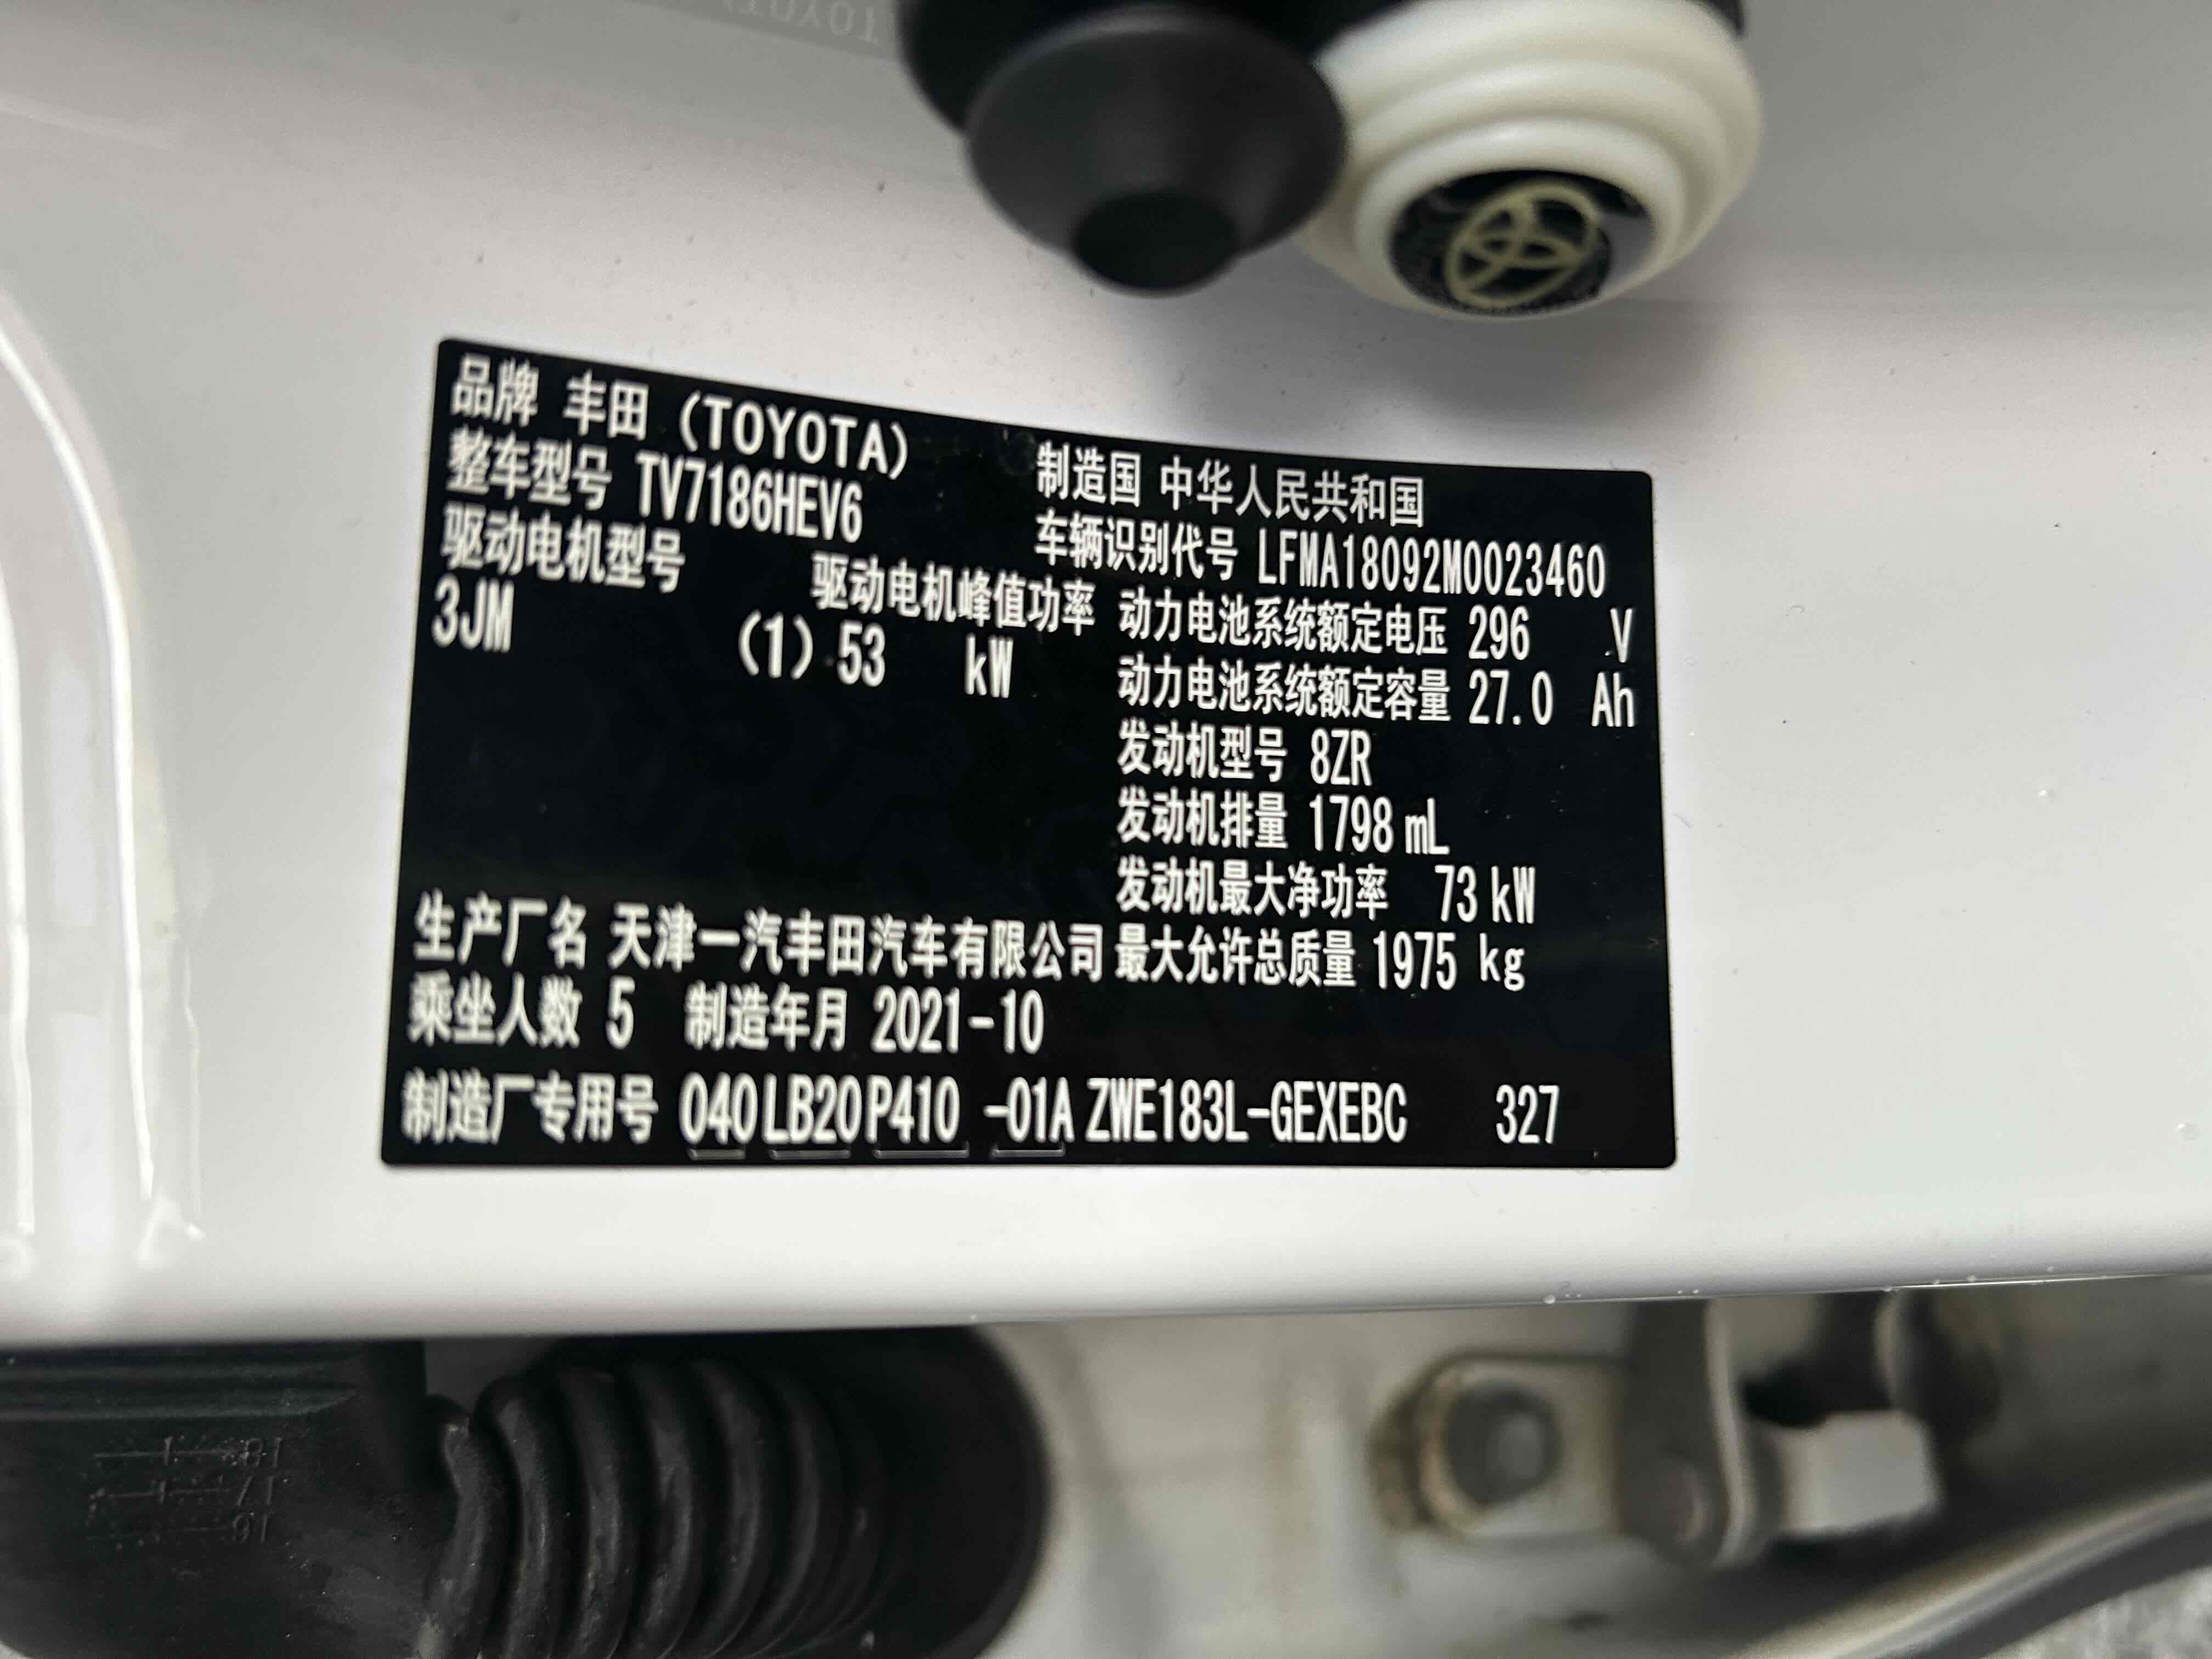 品牌 丰田 (TOYOTA)
制造国 中华人民共和国
整车型号 TV7186HEV6
车辆识别代号 LFMA18092M0023460
驱动电机型号 驱动电机峰值功率
动力电池系统额定电压 296 V
3JM (1) 53 kW
动力电池系统额定容量 27.0 Ah
发动机型号 8ZR
发动机排量 1798 mL
发动机最大净功率 73 kW
生产厂名 天津一汽丰田汽车有限公司
最大允许总质量 1975 kg
乘坐人数 5 制造年月 2021-10
制造厂专用号 040 LB20 P410 -01A ZWE183L-GEXEBC 327